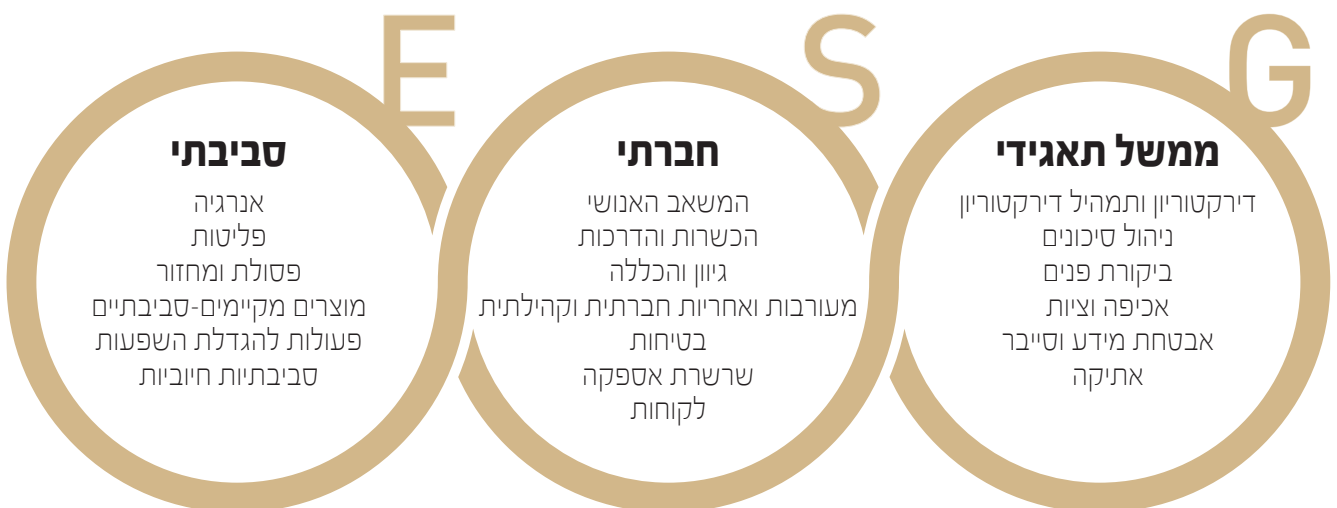 E
סביבתי
אנרגיה
פליטות
פסולת ומחזור
מוצרים מקיימים-סביבתיים
פעולות להגדלת השפעות
סביבתיות חיוביות
S
חברתי
המשאב האנושי
הכשרות והדרכות
גיוון והכללה
מעורבות ואחריות חברתית וקהילתית
בטיחות
שרשרת אספקה
לקוחות
G
ממשל תאגידי
דירקטוריון ותמהיל דירקטוריון
ניהול סיכונים
ביקורת פנים
אכיפה וציות
אבטחת מידע וסייבר
אתיקה